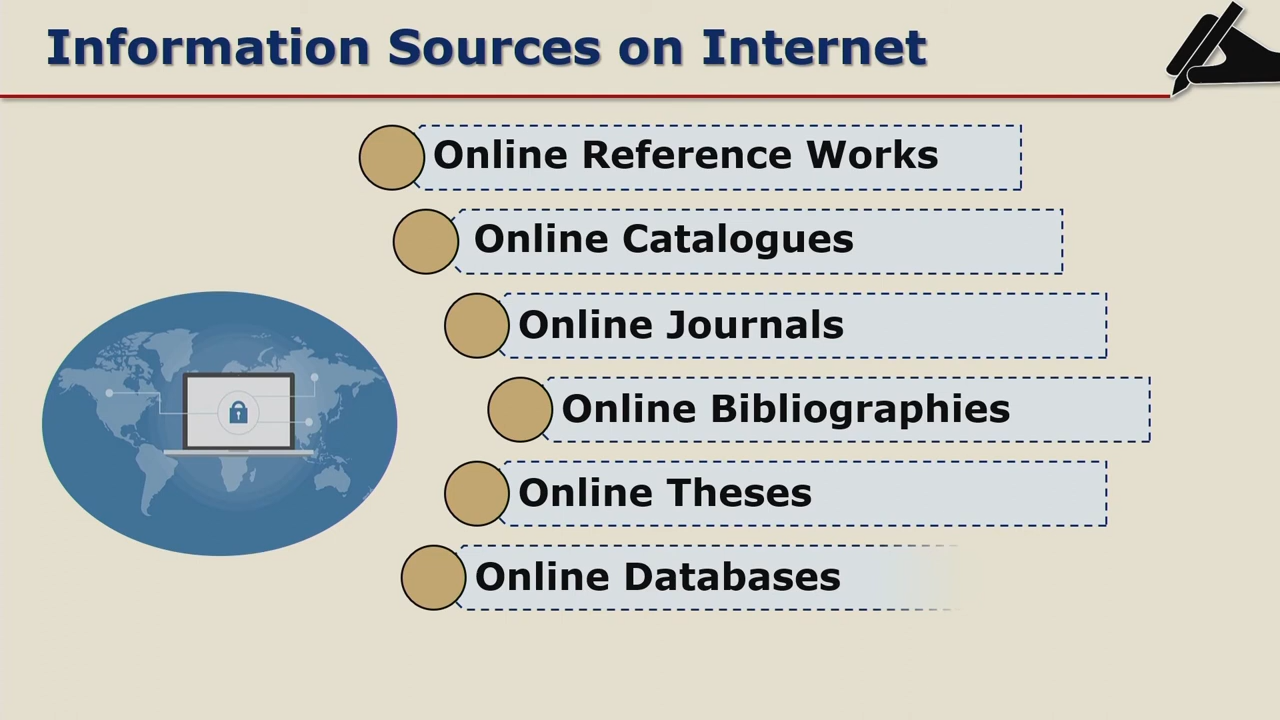 Information Sources on Internet
Online Reference Works
Online Catalogues
Online Journals
Online Bibliographies
Online Theses
Online Databases